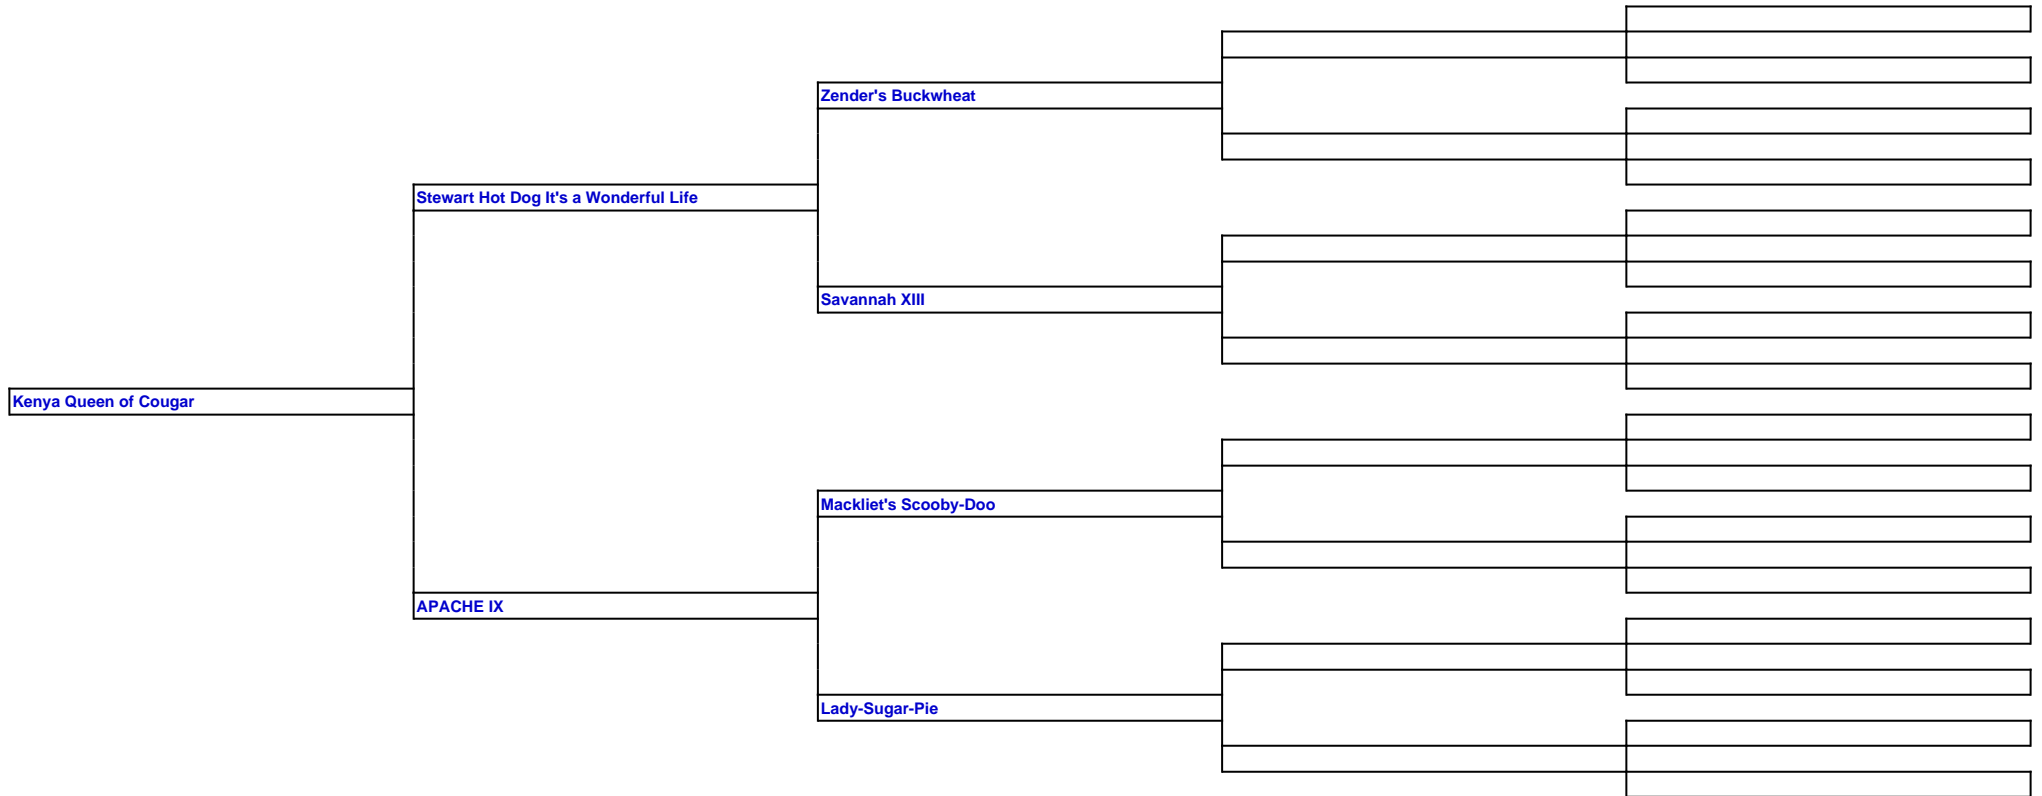 Zender's Buckwheat
Stewart Hot Dog It's a Wonderful Life
Savannah XIII
Kenya Queen of Cougar
Mackliet's Scooby-Doo
APACHE IX
Lady-Sugar-Pie